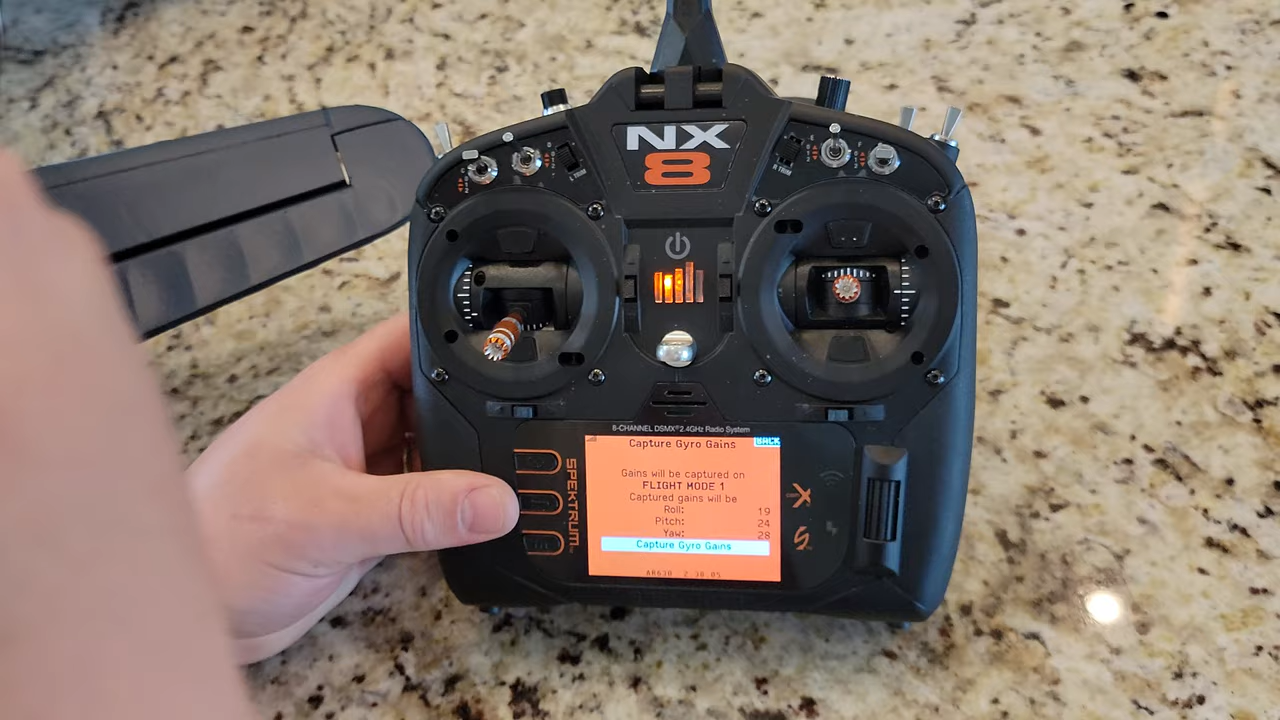 NX
8
L TRIM
R TRIM
8-CHANNEL DSMX® 2.4GHz Radio System
SPEKTRUM
Capture Gyro Gains
BACK
Gains will be captured on
FLIGHT MODE 1
Captured gains will be
Roll: 19
Pitch: 24
Yaw: 28
Capture Gyro Gains
AR630 2.38.05